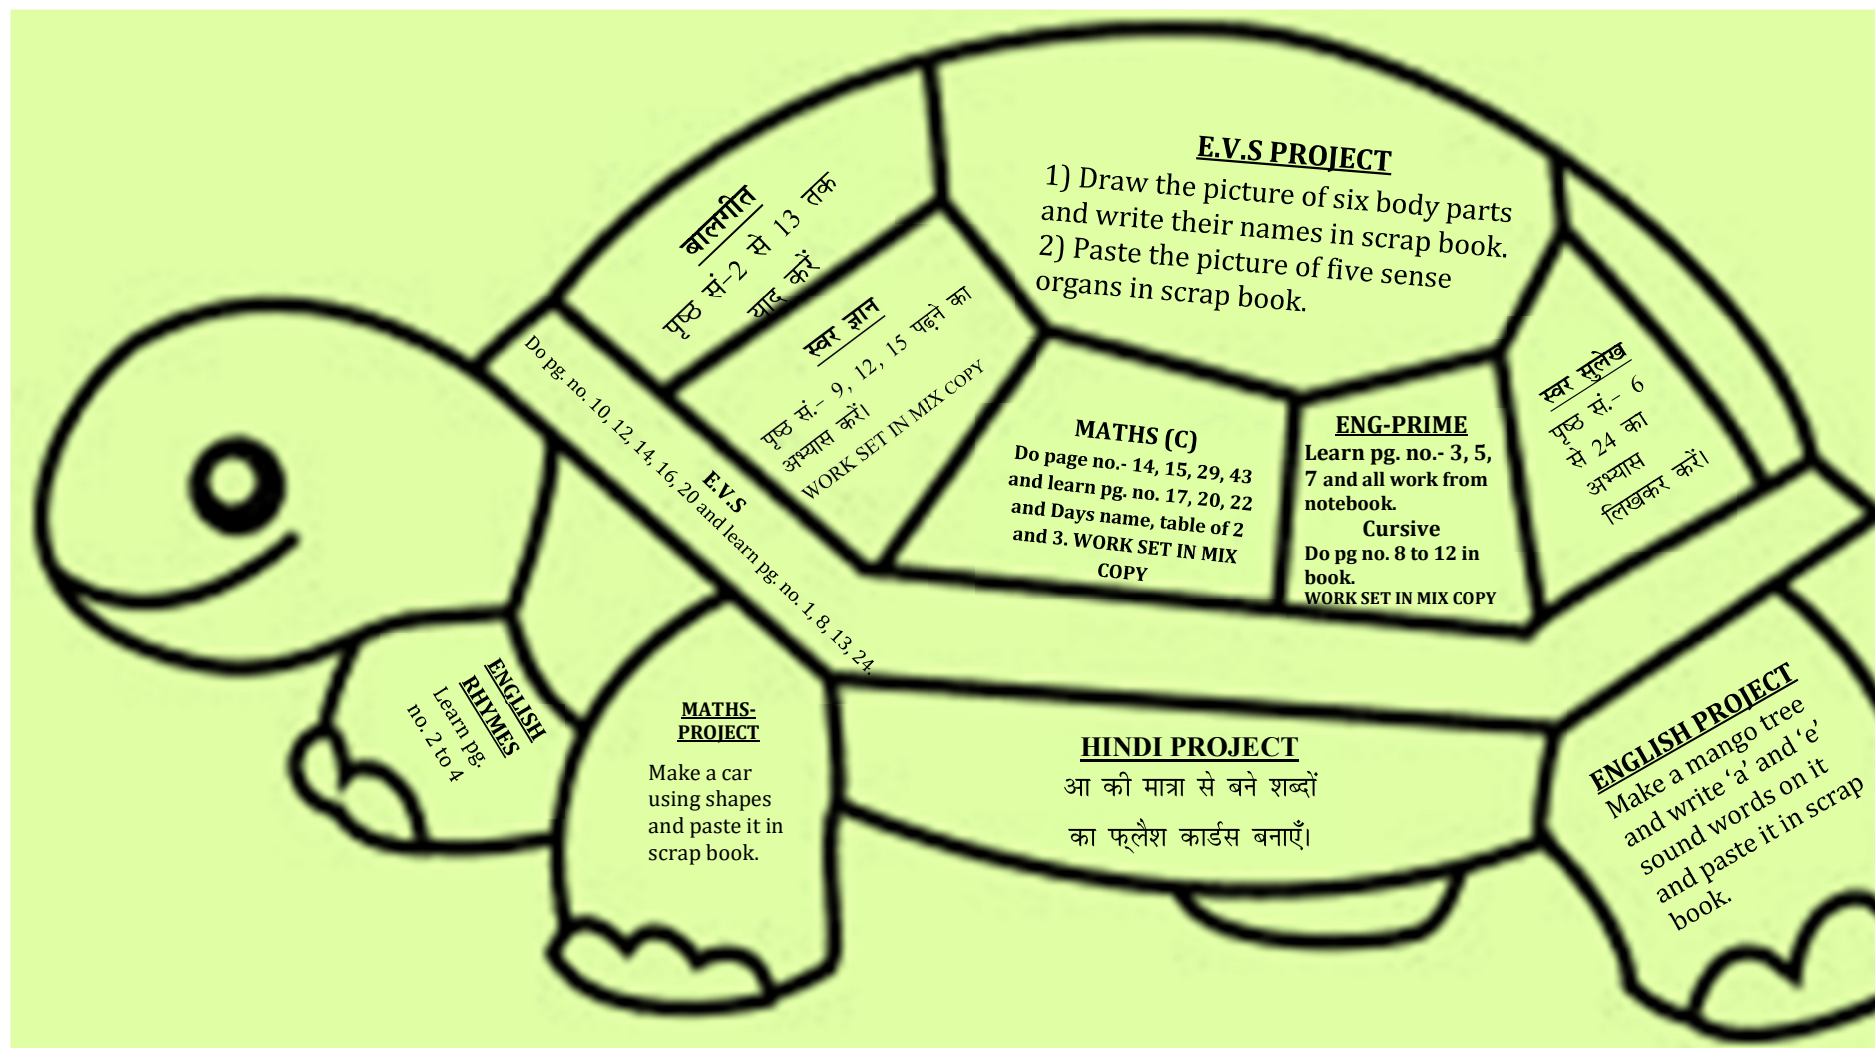 बालगीत
पृष्ठ सं-2 से 13 तक
याद करें
स्वर ज्ञान
पृष्ठ सं.- 9, 12, 15 पढ़ने का
अभ्यास करें।
WORK SET IN MIX COPY
E.V.S PROJECT
1) Draw the picture of six body parts
and write their names in scrap book.
2) Paste the picture of five sense
organs in scrap book.
E.V.S
Do pg. no. 10, 12, 14, 16, 20 and learn pg. no. 1, 8, 13, 24.
MATHS (C)
Do page no.- 14, 15, 29, 43
and learn pg. no. 17, 20, 22
and Days name, table of 2
and 3. WORK SET IN MIX
COPY
ENG-PRIME
Learn pg. no.- 3, 5,
7 and all work from
notebook.
Cursive
Do pg no. 8 to 12 in
book.
WORK SET IN MIX COPY
स्वर सुलेख
पृष्ठ सं.- 6
से 24 का
अभ्यास
लिखकर करें।
ENGLISH
RHYMES
Learn pg.
no. 2 to 4
MATHS-
PROJECT
Make a car
using shapes
and paste it in
scrap book.
HINDI PROJECT
आ की मात्रा से बने शब्दों
का फ्लैश कार्डस बनाएँ।
ENGLISH PROJECT
Make a mango tree
and write ‘a’ and ‘e’
sound words on it
and paste it in scrap
book.